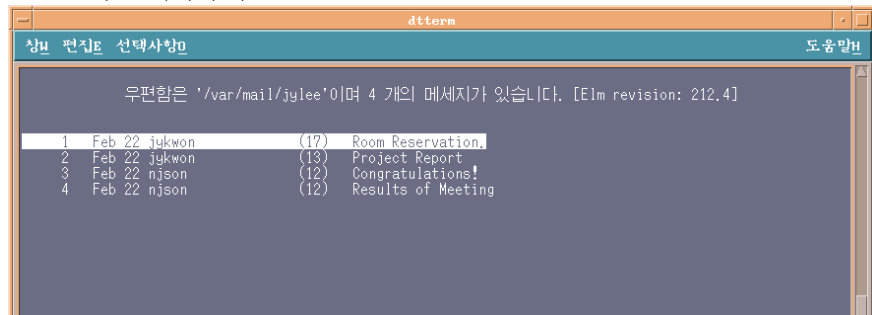 dtterm
창W 편집E 선택사항O 도움말H
우편함은 '/var/mail/jylee'이며 4 개의 메세지가 있습니다. [Elm revision: 212.4]
1 Feb 22 jykwon (17) Room Reservation.
2 Feb 22 jykwon (13) Project Report
3 Feb 22 njson (12) Congratulations!
4 Feb 22 njson (12) Results of Meeting